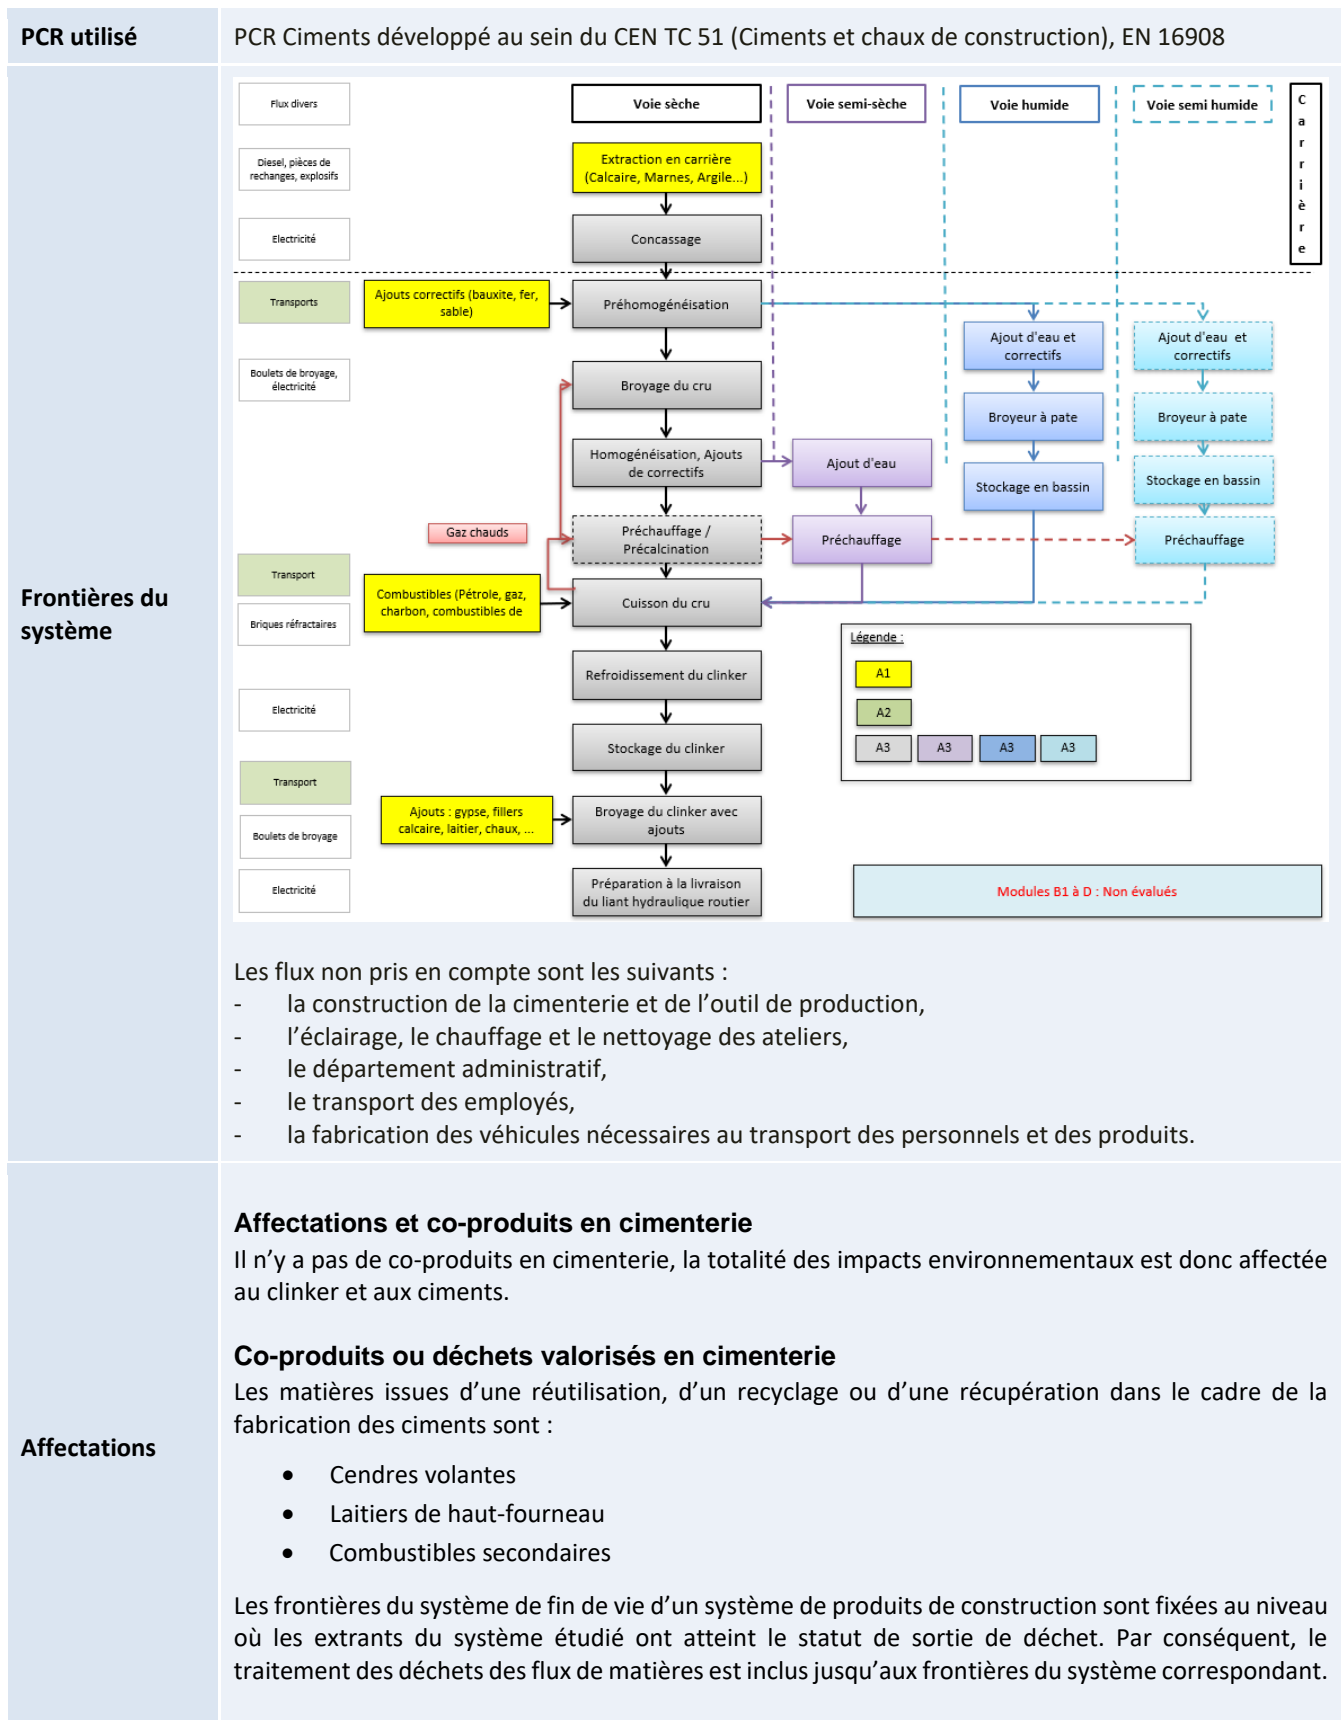 PCR utilisé
PCR Ciments développé au sein du CEN TC 51 (Ciments et chaux de construction), EN 16908
Frontières du
système
Flux divers
Voie sèche
Voie semi-sèche
Voie humide
Voie semi humide
C
a
r
r
i
è
r
e
Diesel, pièces de
rechanges, explosifs
Extraction en carrière
(Calcaire, Marnes, Argile...)
Electricité
Concassage
Transports
Ajouts correctifs (bauxite, fer,
sable)
Préhomogénéisation
Ajout d'eau et
correctifs
Ajout d'eau et
correctifs
Boulets de broyage,
électricité
Broyage du cru
Broyeur à pate
Broyeur à pate
Homogénéisation, Ajouts
de correctifs
Ajout d'eau
Stockage en bassin
Stockage en bassin
Gaz chauds
Préchauffage /
Précalcination
Préchauffage
Préchauffage
Transport
Combustibles (Pétrole, gaz,
charbon, combustibles de
Cuisson du cru
Briques réfractaires
Légende :
A1
A2
A3
A3
A3
A3
Refroidissement du clinker
Electricité
Stockage du clinker
Transport
Ajouts : gypse, fillers
calcaire, laitier, chaux, ...
Broyage du clinker avec
ajouts
Boulets de broyage
Electricité
Préparation à la livraison
du liant hydraulique routier
Modules B1 à D : Non évalués
Les flux non pris en compte sont les suivants :
- la construction de la cimenterie et de l’outil de production,
- l’éclairage, le chauffage et le nettoyage des ateliers,
- le département administratif,
- le transport des employés,
- la fabrication des véhicules nécessaires au transport des personnels et des produits.
Affectations
Affectations et co-produits en cimenterie
Il n’y a pas de co-produits en cimenterie, la totalité des impacts environnementaux est donc affectée
au clinker et aux ciments.
Co-produits ou déchets valorisés en cimenterie
Les matières issues d’une réutilisation, d’un recyclage ou d’une récupération dans le cadre de la
fabrication des ciments sont :
• Cendres volantes
• Laitiers de haut-fourneau
• Combustibles secondaires
Les frontières du système de fin de vie d’un système de produits de construction sont fixées au niveau
où les extrants du système étudié ont atteint le statut de sortie de déchet. Par conséquent, le
traitement des déchets des flux de matières est inclus jusqu’aux frontières du système correspondant.